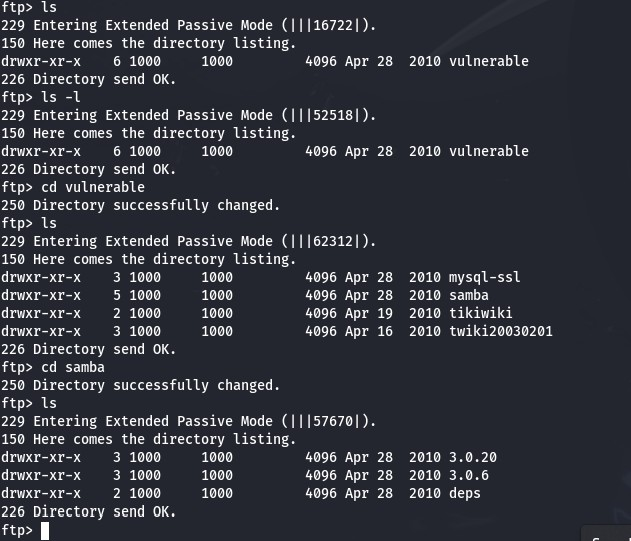 ftp> ls
229 Entering Extended Passive Mode (|||16722|).
150 Here comes the directory listing.
drwxr-xr-x    6 1000     1000         4096 Apr 28  2010 vulnerable
226 Directory send OK.
ftp> ls -l
229 Entering Extended Passive Mode (|||52518|).
150 Here comes the directory listing.
drwxr-xr-x    6 1000     1000         4096 Apr 28  2010 vulnerable
226 Directory send OK.
ftp> cd vulnerable
250 Directory successfully changed.
ftp> ls
229 Entering Extended Passive Mode (|||62312|).
150 Here comes the directory listing.
drwxr-xr-x    3 1000     1000         4096 Apr 28  2010 mysql-ssl
drwxr-xr-x    5 1000     1000         4096 Apr 28  2010 samba
drwxr-xr-x    2 1000     1000         4096 Apr 19  2010 tikiwiki
drwxr-xr-x    3 1000     1000         4096 Apr 16  2010 twiki20030201
226 Directory send OK.
ftp> cd samba
250 Directory successfully changed.
ftp> ls
229 Entering Extended Passive Mode (|||57670|).
150 Here comes the directory listing.
drwxr-xr-x    3 1000     1000         4096 Apr 28  2010 3.0.20
drwxr-xr-x    3 1000     1000         4096 Apr 28  2010 3.0.6
drwxr-xr-x    2 1000     1000         4096 Apr 28  2010 deps
226 Directory send OK.
ftp>